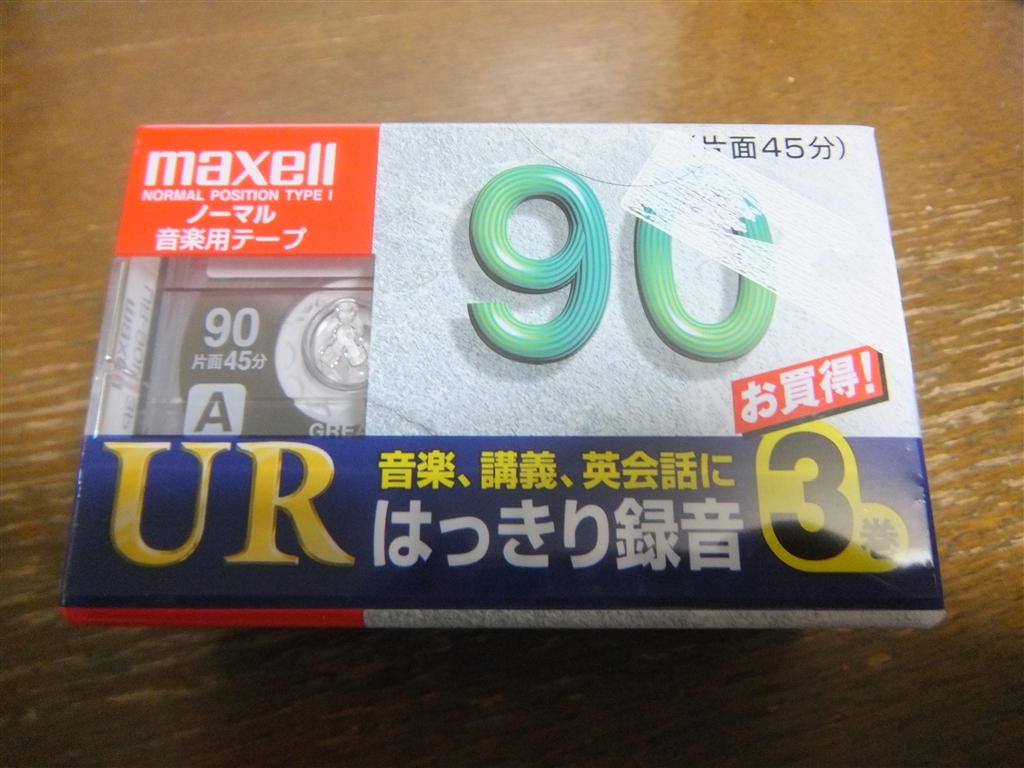 maxell
NORMAL POSITION TYPE I
ノーマル
音楽用テープ
(片面45分)
90
90
片面45分
A
お買得!
UR
音楽、講義、英会話に
はっきり録音
3巻